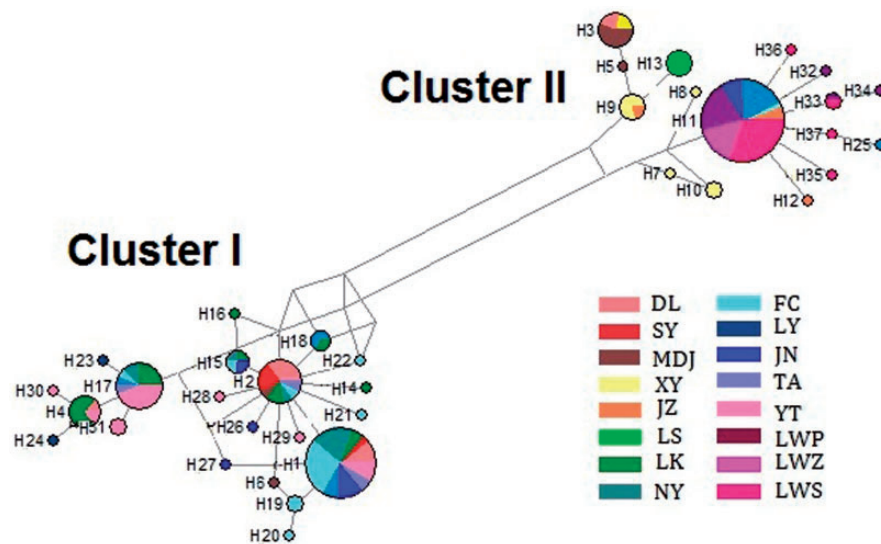 H3
H36
H5
H13
H32
Cluster II
H8
H34
H33
H9
H11
H37
H25
H7
H10
H35
H12
Cluster I
H16
H18
H15
H22
H23
H2
H17
H14
H30
H28
H4
H21
H31
H26
H29
H24
H27
H1
H6
H19
H20
DL FC
SY LY
MDJ JN
XY TA
JZ YT
LS LWP
LK LWZ
NY LWS